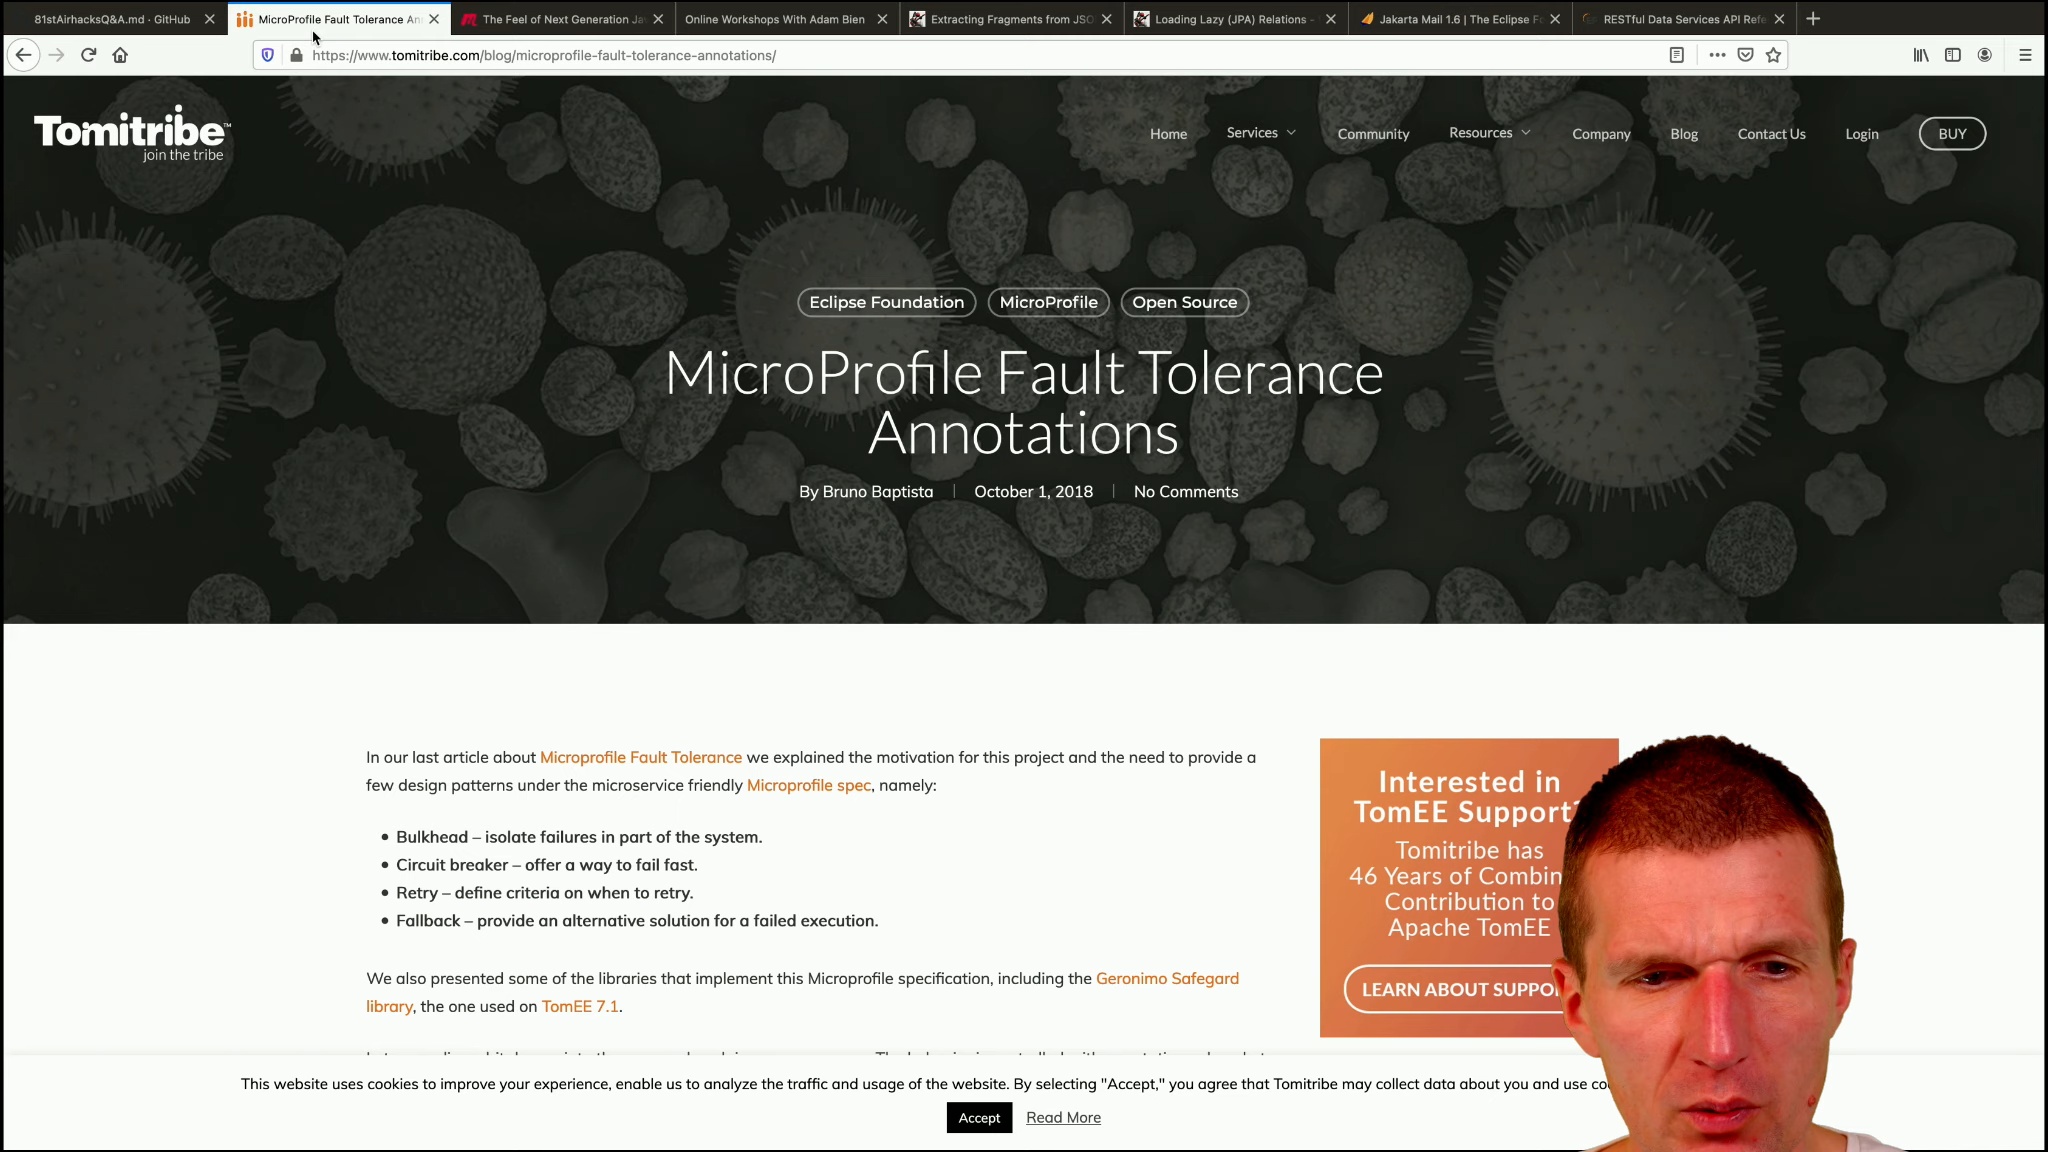 81stAirhacksQ&A.md · GitHub
MicroProfile Fault Tolerance An
The Feel of Next Generation Ja
Online Workshops With Adam Bien
Extracting Fragments from JSO
Loading Lazy (JPA) Relations -
Jakarta Mail 1.6 | The Eclipse F
RESTful Data Services API Refe
https://www.tomitribe.com/blog/microprofile-fault-tolerance-annotations/
Tomitribe™
join the tribe
Home
Services
Community
Resources
Company
Blog
Contact Us
Login
BUY
Eclipse Foundation
MicroProfile
Open Source
MicroProfile Fault Tolerance
Annotations
By Bruno Baptista
October 1, 2018
No Comments
In our last article about Microprofile Fault Tolerance we explained the motivation for this project and the need to provide a
few design patterns under the microservice friendly Microprofile spec, namely:
• Bulkhead – isolate failures in part of the system.
• Circuit breaker – offer a way to fail fast.
• Retry – define criteria on when to retry.
• Fallback – provide an alternative solution for a failed execution.
We also presented some of the libraries that implement this Microprofile specification, including the Geronimo Safegard
library, the one used on TomEE 7.1.
Interested in
TomEE Support?
Tomitribe has
46 Years of Combin
Contribution to
Apache TomEE
LEARN ABOUT SUPPO
This website uses cookies to improve your experience, enable us to analyze the traffic and usage of the website. By selecting "Accept," you agree that Tomitribe may collect data about you and use co
Accept
Read More